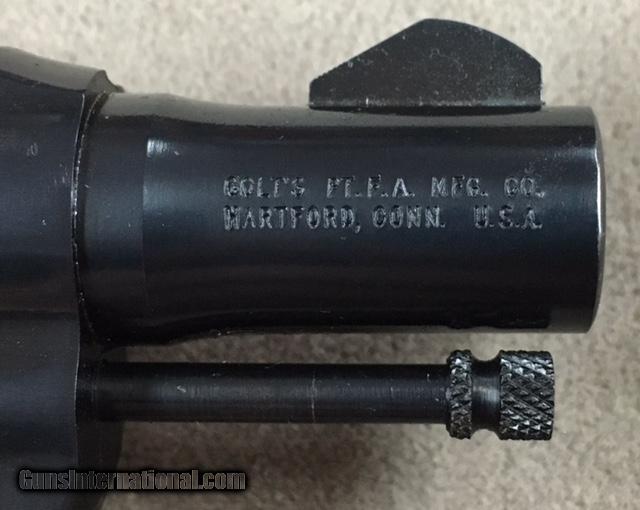 COLT'S PT. F. A. MFG. CO.
HARTFORD, CONN. U.S.A.
GunsInternational.com